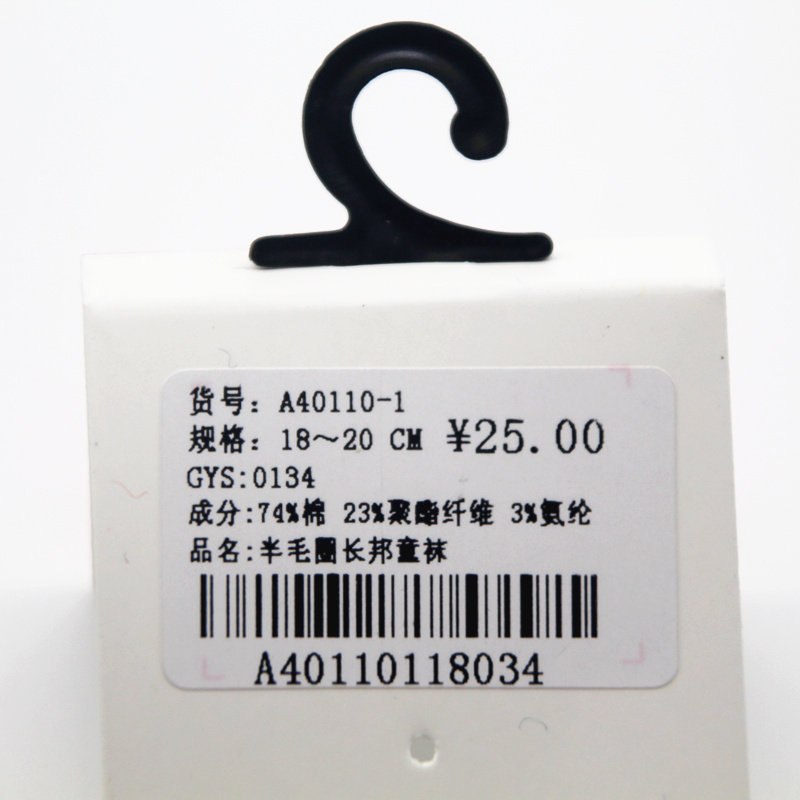 货号: A40110-1
规格: 18～20 CM ¥25.00
GYS:0134
成分:74%棉 23%聚酯纤维 3%氨纶
品名:半毛圈长邦童袜
A40110118034